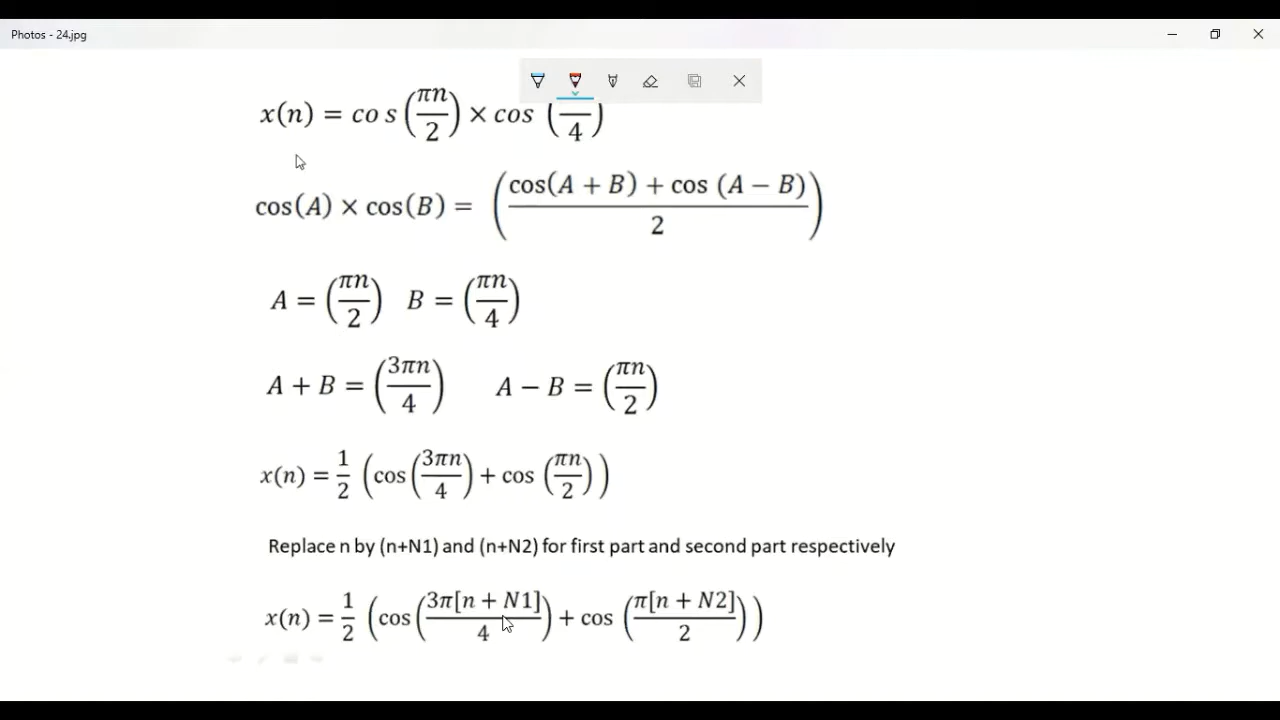 Photos - 24.jpg
x(n) = co s (πn/2) × cos (/4)
cos(A) × cos(B) = ((cos(A + B) + cos (A − B))/2)
A = (πn/2) B = (πn/4)
A + B = (3πn/4) A − B = (πn/2)
x(n) = 1/2 (cos(3πn/4) + cos (πn/2))
Replace n by (n+N1) and (n+N2) for first part and second part respectively
x(n) = 1/2 (cos(3π[n + N1]/4) + cos (π[n + N2]/2))